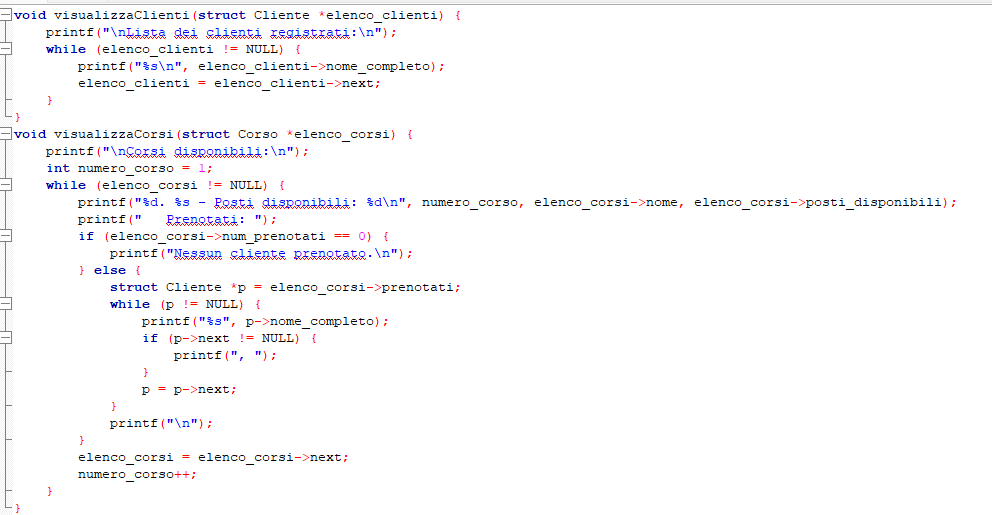 void visualizzaClienti(struct Cliente *elenco_clienti) {
    printf("\nLista dei clienti registrati:\n");
    while (elenco_clienti != NULL) {
        printf("%s\n", elenco_clienti->nome_completo);
        elenco_clienti = elenco_clienti->next;
    }
}
void visualizzaCorsi(struct Corso *elenco_corsi) {
    printf("\nCorsi disponibili:\n");
    int numero_corso = 1;
    while (elenco_corsi != NULL) {
        printf("%d. %s - Posti disponibili: %d\n", numero_corso, elenco_corsi->nome, elenco_corsi->posti_disponibili);
        printf("   Prenotati: ");
        if (elenco_corsi->num_prenotati == 0) {
            printf("Nessun cliente prenotato.\n");
        } else {
            struct Cliente *p = elenco_corsi->prenotati;
            while (p != NULL) {
                printf("%s", p->nome_completo);
                if (p->next != NULL) {
                    printf(", ");
                }
                p = p->next;
            }
            printf("\n");
        }
        elenco_corsi = elenco_corsi->next;
        numero_corso++;
    }
}